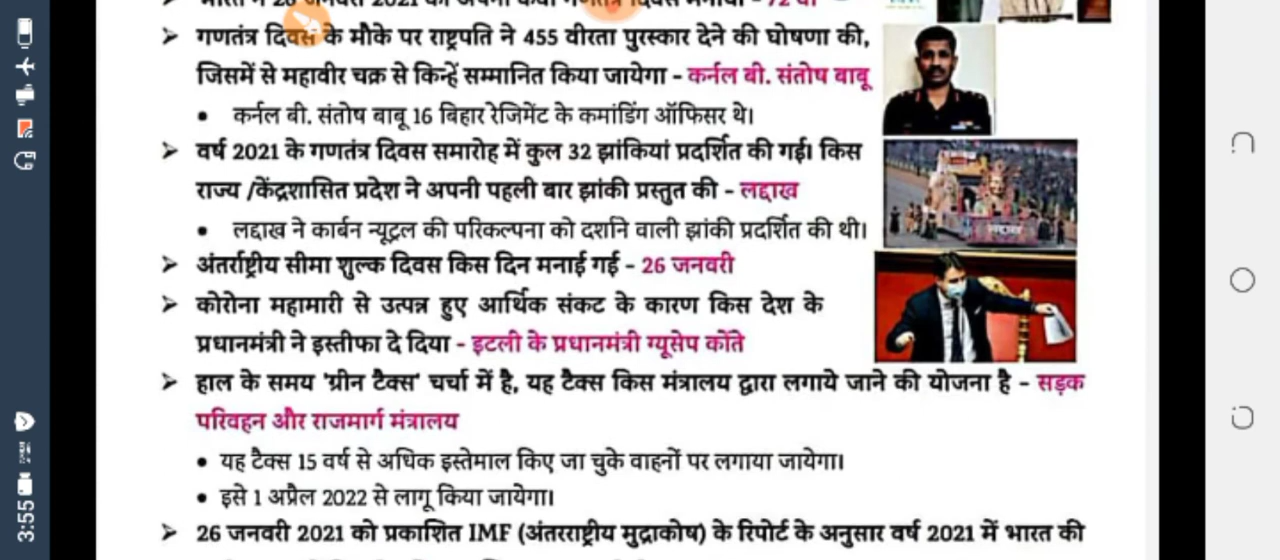 गणतंत्र दिवस के मौके पर राष्ट्रपति ने 455 वीरता पुरस्कार देने की घोषणा की,
जिसमें से महावीर चक्र से किन्हें सम्मानित किया जायेगा - कर्नल बी. संतोष बाबू
• कर्नल बी. संतोष बाबू 16 बिहार रेजिमेंट के कमांडिंग ऑफिसर थे।
वर्ष 2021 के गणतंत्र दिवस समारोह में कुल 32 झांकियां प्रदर्शित की गई। किस
राज्य /केंद्रशासित प्रदेश ने अपनी पहली बार झांकी प्रस्तुत की - लद्दाख
• लद्दाख ने कार्बन न्यूट्रल की परिकल्पना को दर्शाने वाली झांकी प्रदर्शित की थी।
अंतर्राष्ट्रीय सीमा शुल्क दिवस किस दिन मनाई गई - 26 जनवरी
कोरोना महामारी से उत्पन्न हुए आर्थिक संकट के कारण किस देश के
प्रधानमंत्री ने इस्तीफा दे दिया - इटली के प्रधानमंत्री ग्यूसेप कोंते
हाल के समय 'ग्रीन टैक्स' चर्चा में है, यह टैक्स किस मंत्रालय द्वारा लगाये जाने की योजना है - सड़क
परिवहन और राजमार्ग मंत्रालय
• यह टैक्स 15 वर्ष से अधिक इस्तेमाल किए जा चुके वाहनों पर लगाया जायेगा।
• इसे 1 अप्रैल 2022 से लागू किया जायेगा।
26 जनवरी 2021 को प्रकाशित IMF (अंतरराष्ट्रीय मुद्राकोष) के रिपोर्ट के अनुसार वर्ष 2021 में भारत की
3:55